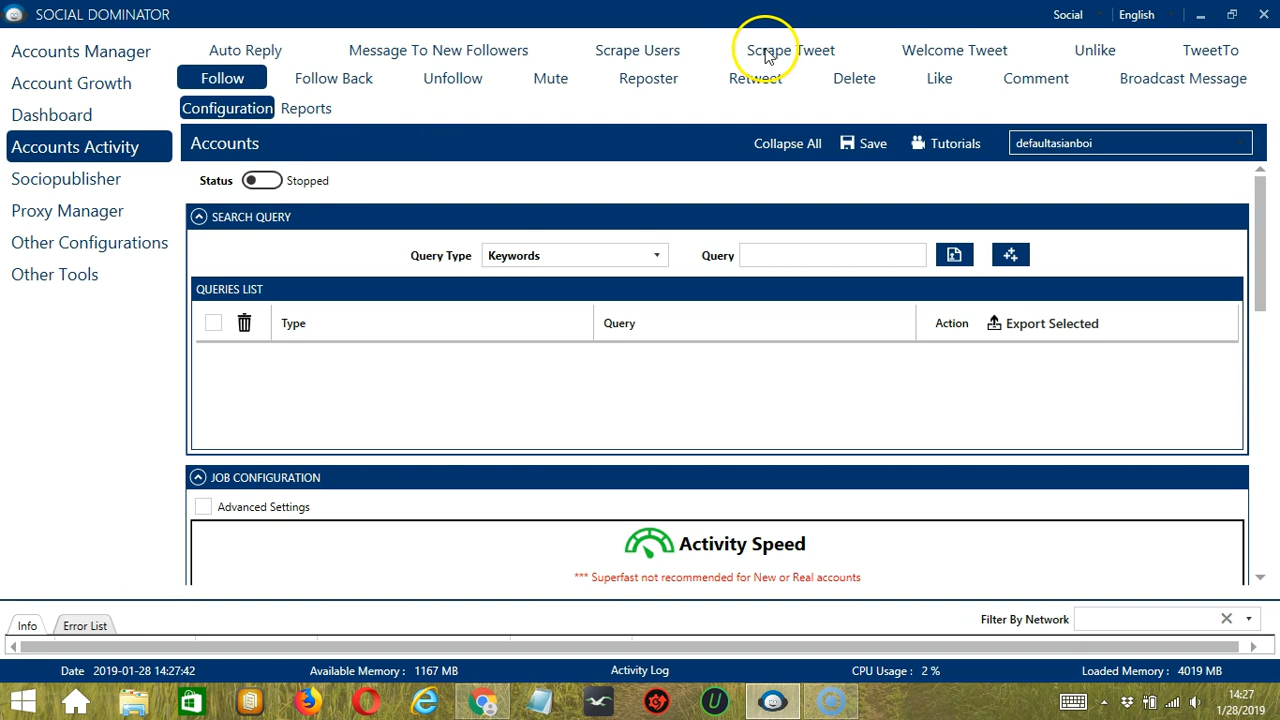 SOCIAL DOMINATOR
Social
English
Accounts Manager
Account Growth
Dashboard
Accounts Activity
Sociopublisher
Proxy Manager
Other Configurations
Other Tools
Auto Reply Message To New Followers Scrape Users Scrape Tweet Welcome Tweet Unlike TweetTo
Follow Follow Back Unfollow Mute Reposter Retweet Delete Like Comment Broadcast Message
Configuration Reports
Accounts Collapse All Save Tutorials defaultasianboi
Status Stopped
SEARCH QUERY
Query Type Keywords Query
QUERIES LIST
Type Query Action Export Selected
JOB CONFIGURATION
Advanced Settings
Activity Speed
*** Superfast not recommended for New or Real accounts
Info Error List Filter By Network
Date 2019-01-28 14:27:42 Available Memory : 1167 MB Activity Log CPU Usage : 2 % Loaded Memory : 4019 MB
14:27
1/28/2019